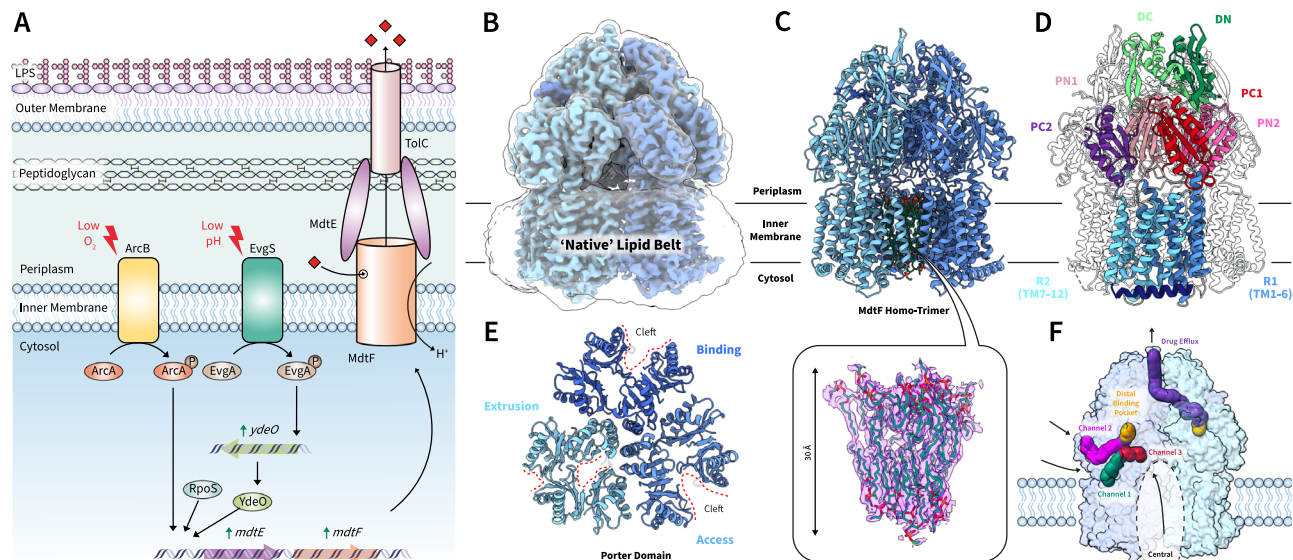 A
LPS
Outer Membrane
TolC
Peptidoglycan
MdtE
Low
O2
ArcB
Low
pH
EvgS
Periplasm
Inner Membrane
Cytosol
MdtF
H+
ArcA
ArcA
P
EvgA
EvgA
P
↑ ydeO
RpoS
YdeO
↑ mdtE
↑ mdtF
B
'Native' Lipid Belt
Periplasm
Inner
Membrane
Cytosol
C
MdtF Homo-Trimer
30 Å
D
DC
DN
PN1
PC1
PC2
PN2
R2
(TM7–12)
R1
(TM1–6)
E
Cleft
Binding
Extrusion
Cleft
Access
Porter Domain
F
Drug Efflux
Distal
Binding
Pocket
Channel 2
Channel 3
Channel 1
Central